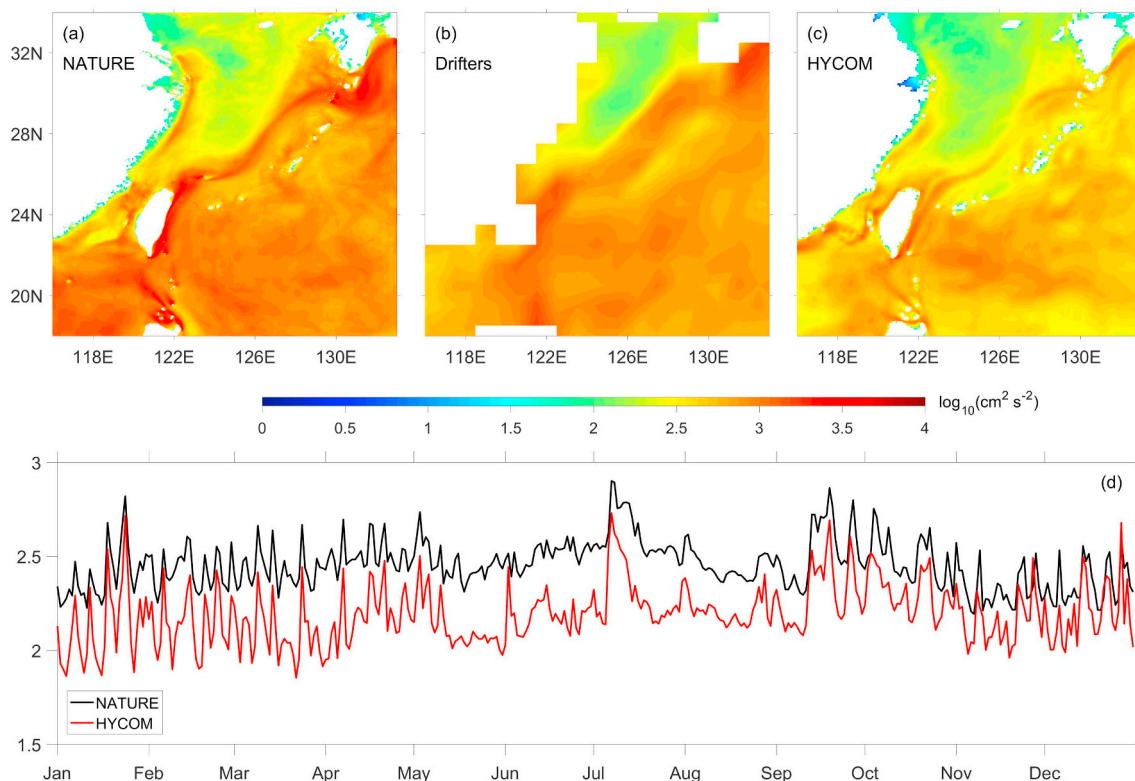 (a)
NATURE
(b)
Drifters
(c)
HYCOM
32N
28N
24N
20N
118E 122E 126E 130E
118E 122E 126E 130E
118E 122E 126E 130E
0 0.5 1 1.5 2 2.5 3 3.5 4
log10(cm2 s-2)
(d)
3
2.5
2
1.5
NATURE
HYCOM
Jan Feb Mar Apr May Jun Jul Aug Sep Oct Nov Dec